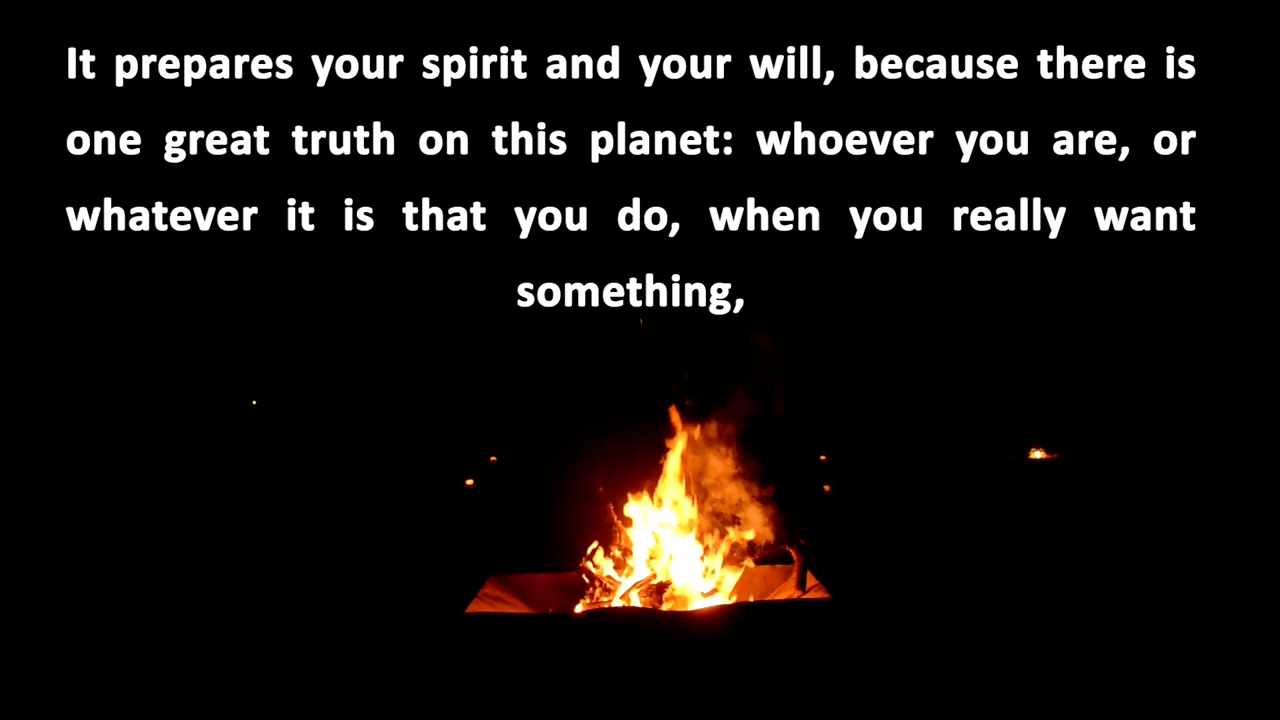 It prepares your spirit and your will, because there is
one great truth on this planet: whoever you are, or
whatever it is that you do, when you really want
something,